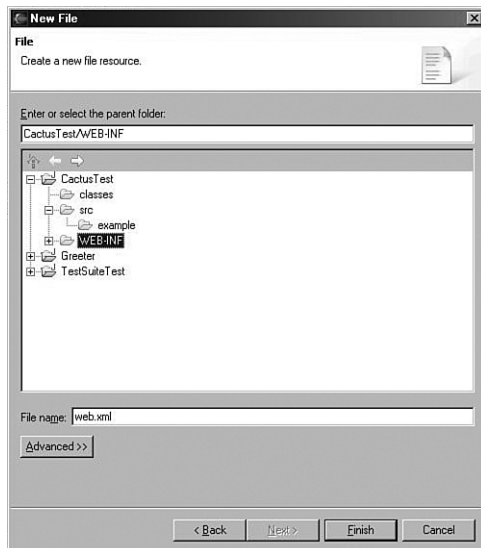 New File
File
Create a new file resource.
Enter or select the parent folder:
CactusTest/WEB-INF
CactusTest
classes
src
example
WEB-INF
Greeter
TestSuiteTest
File name: web.xml
Advanced >>
< Back Next > Finish Cancel